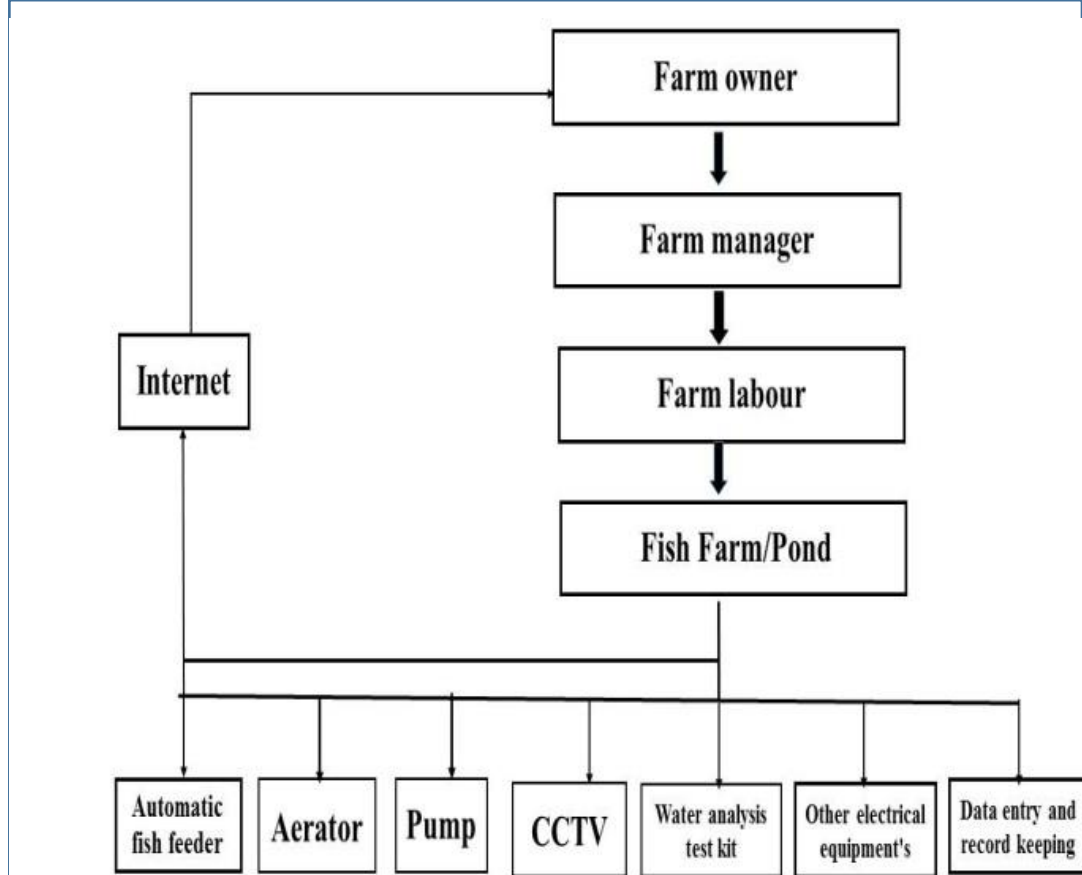 Farm owner
Farm manager
Internet
Farm labour
Fish Farm/Pond
Automatic
fish feeder
Aerator
Pump
CCTV
Water analysis
test kit
Other electrical
equipment's
Data entry and
record keeping